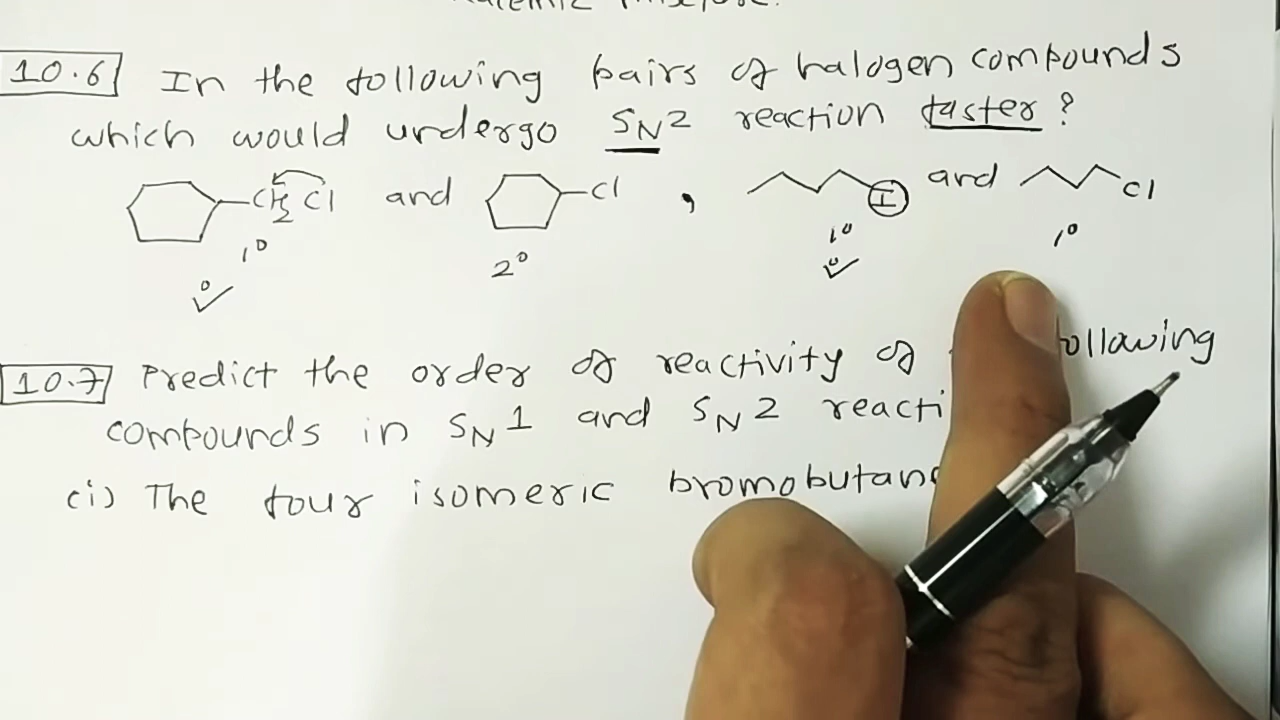 10.6 In the following pairs of halogen compounds
which would undergo SN2 reaction faster?
CH2Cl and Cl , I and Cl
1° 2° 1° 1°
10.7 Predict the order of reactivity of following
compounds in SN1 and SN2
(i) The four isomeric